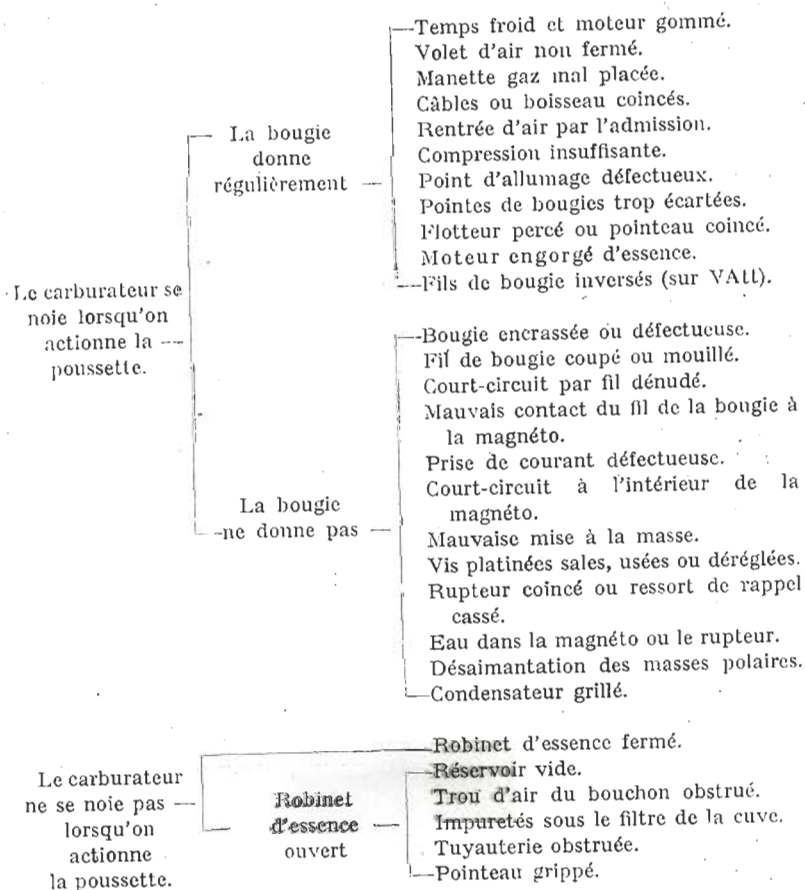 Le carburateur se
noie lorsqu'on
actionne la
poussette.
La bougie
donne
régulièrement
Temps froid et moteur gommé.
Volet d'air non fermé.
Manette gaz mal placée.
Câbles ou boisseau coincés.
Rentrée d'air par l'admission.
Compression insuffisante.
Point d'allumage défectueux.
Pointes de bougies trop écartées.
Flotteur percé ou pointeau coincé.
Moteur engorgé d'essence.
Fils de bougie inversés (sur VALL).
La bougie
ne donne pas
Bougie encrassée ou défectueuse.
Fil de bougie coupé ou mouillé.
Court-circuit par fil dénudé.
Mauvais contact du fil de la bougie à
la magnéto.
Prise de courant défectueuse.
Court-circuit à l'intérieur de la
magnéto.
Mauvaise mise à la masse.
Vis platinées sales, usées ou déréglées.
Rupteur coincé ou ressort de rappel
cassé.
Eau dans la magnéto ou le rupteur.
Désaimantation des masses polaires.
Condensateur grillé.
Le carburateur
ne se noie pas
lorsqu'on
actionne
la poussette.
Robinet d'essence fermé.
Robinet
d'essence
ouvert
Réservoir vide.
Trou d'air du bouchon obstrué.
Impuretés sous le filtre de la cuve.
Tuyauterie obstruée.
Pointeau grippé.